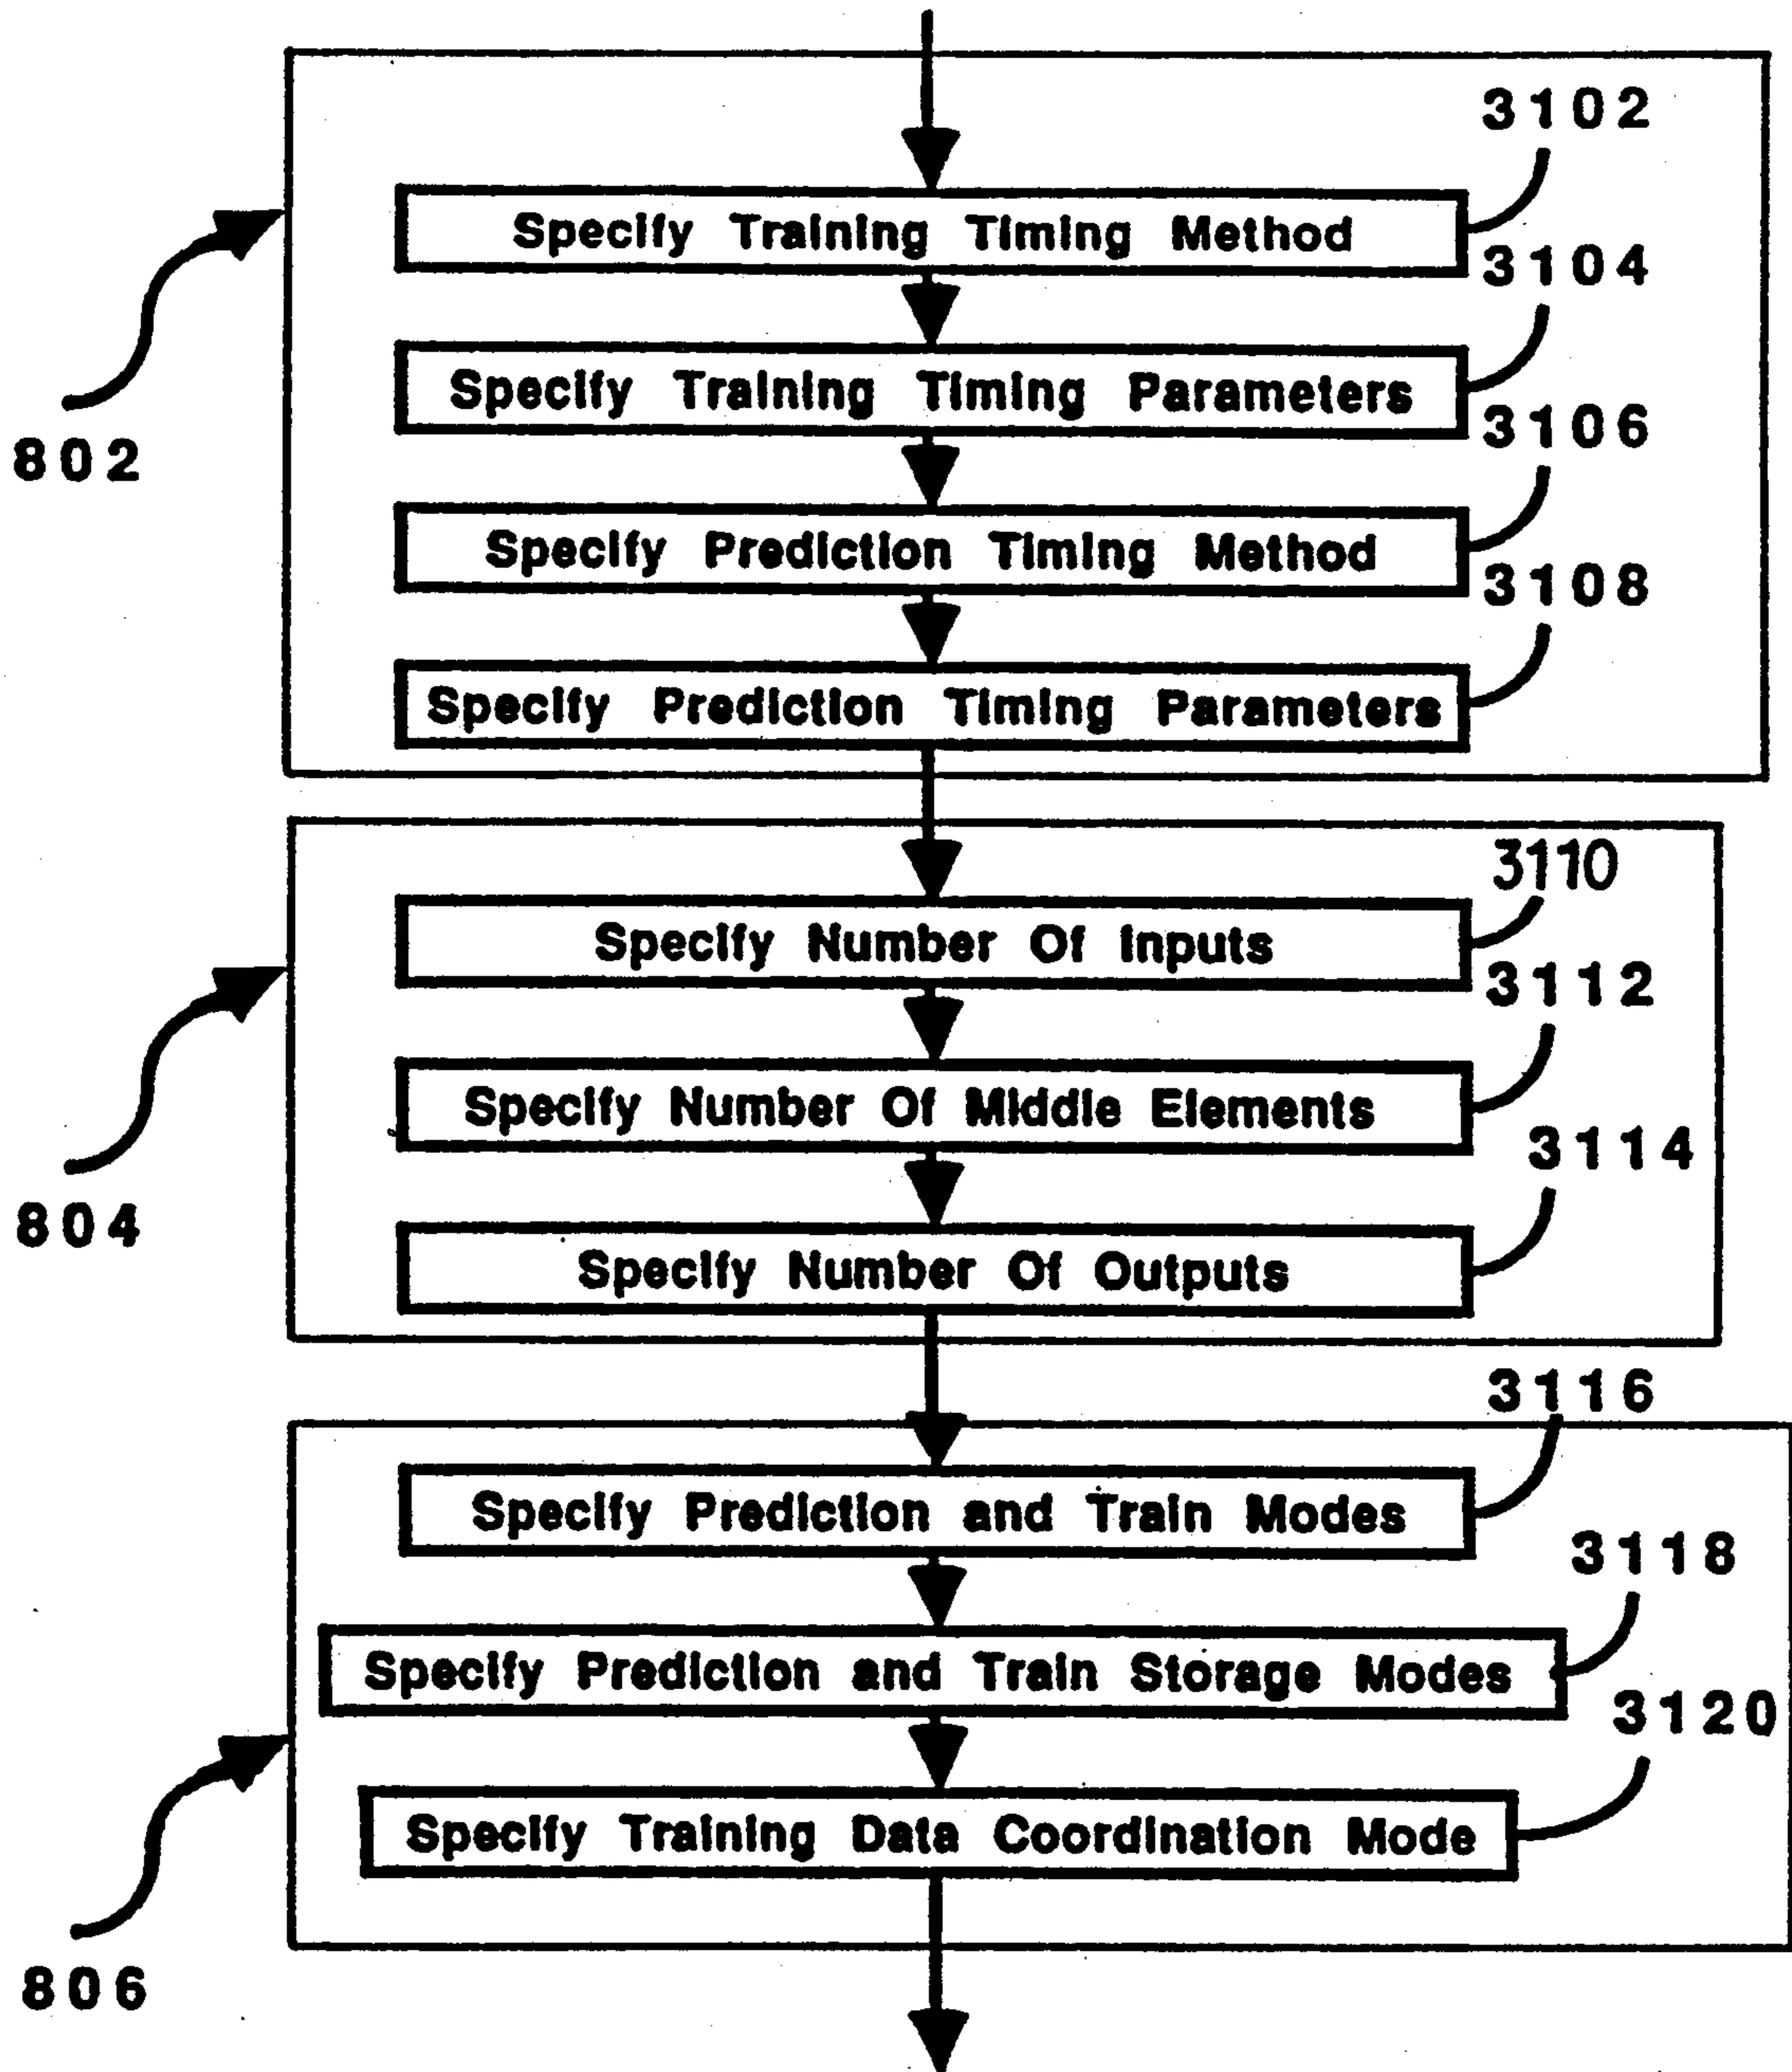 3102
Specify Training Timing Method
3104
Specify Training Timing Parameters
3106
802
Specify Prediction Timing Method
3108
Specify Prediction Timing Parameters
3110
Specify Number Of Inputs
3112
Specify Number Of Middle Elements
3114
804
Specify Number Of Outputs
3116
Specify Prediction and Train Modes
3118
Specify Prediction and Train Storage Modes
3120
Specify Training Data Coordination Mode
806